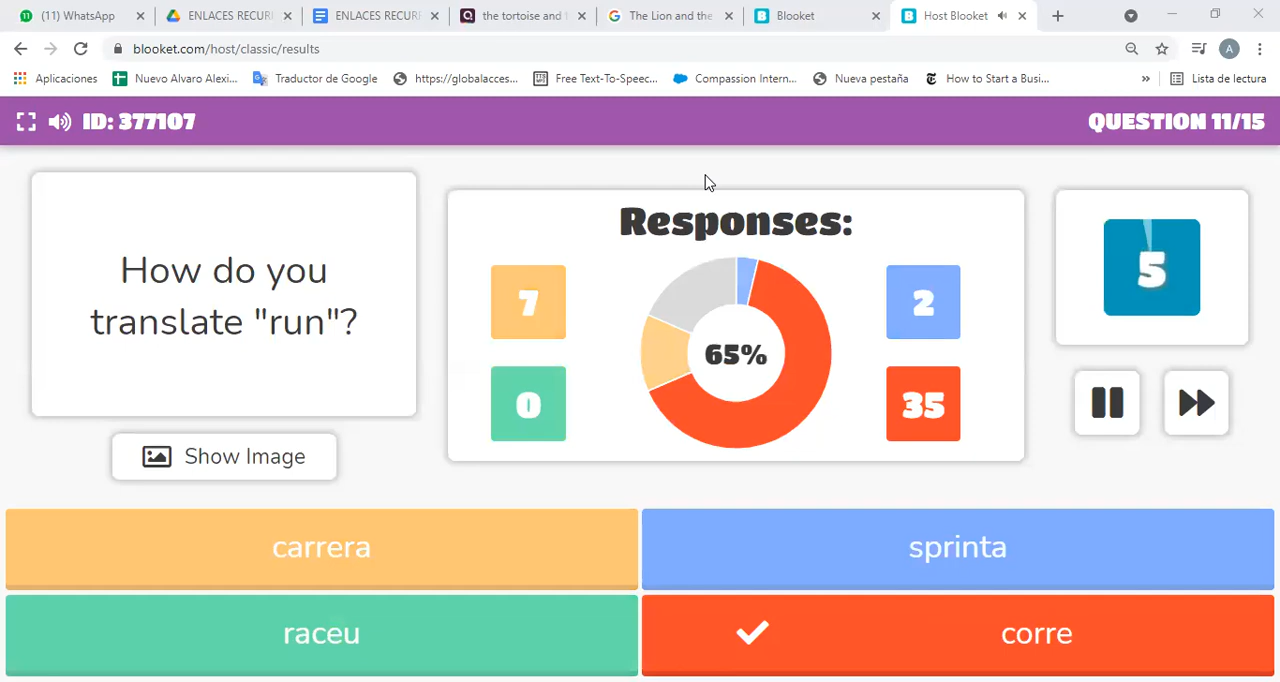 (11) WhatsApp
ENLACES RECUR
ENLACES RECUR
the tortoise and t
The Lion and the
Blooket
Host Blooket
blooket.com/host/classic/results
A
Aplicaciones
Nuevo Alvaro Alexi...
Traductor de Google
https://globalacces...
Free Text-To-Speec...
Compassion Intern...
Nueva pestaña
How to Start a Busi...
»
Lista de lectura
ID: 377107
QUESTION 11/15
How do you
translate "run"?
Show Image
Responses:
7
2
65%
0
35
5
carrera
sprinta
raceu
corre